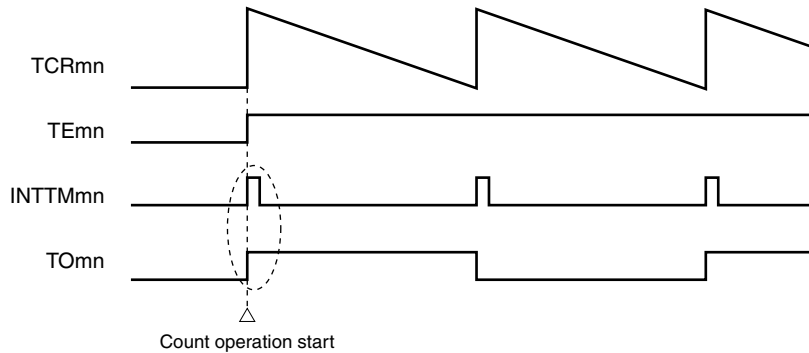 TCRmn
TEmn
INTTMmn
TOmn
Count operation start